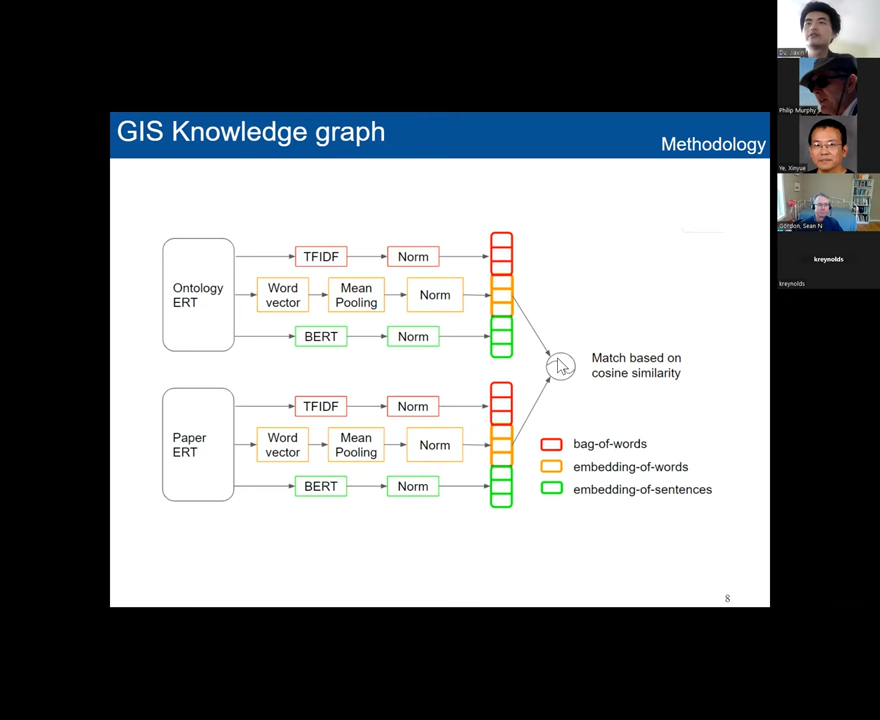 GIS Knowledge graph
Methodology
Ontology
ERT
TFIDF
Norm
Word
vector
Mean
Pooling
Norm
BERT
Norm
Match based on
cosine similarity
Paper
ERT
TFIDF
Norm
Word
vector
Mean
Pooling
Norm
BERT
Norm
bag-of-words
embedding-of-words
embedding-of-sentences
8
Du, Jiaxin
Philip Murphy
Ye, Xinyue
Gordon, Sean N
kreynolds
kreynolds